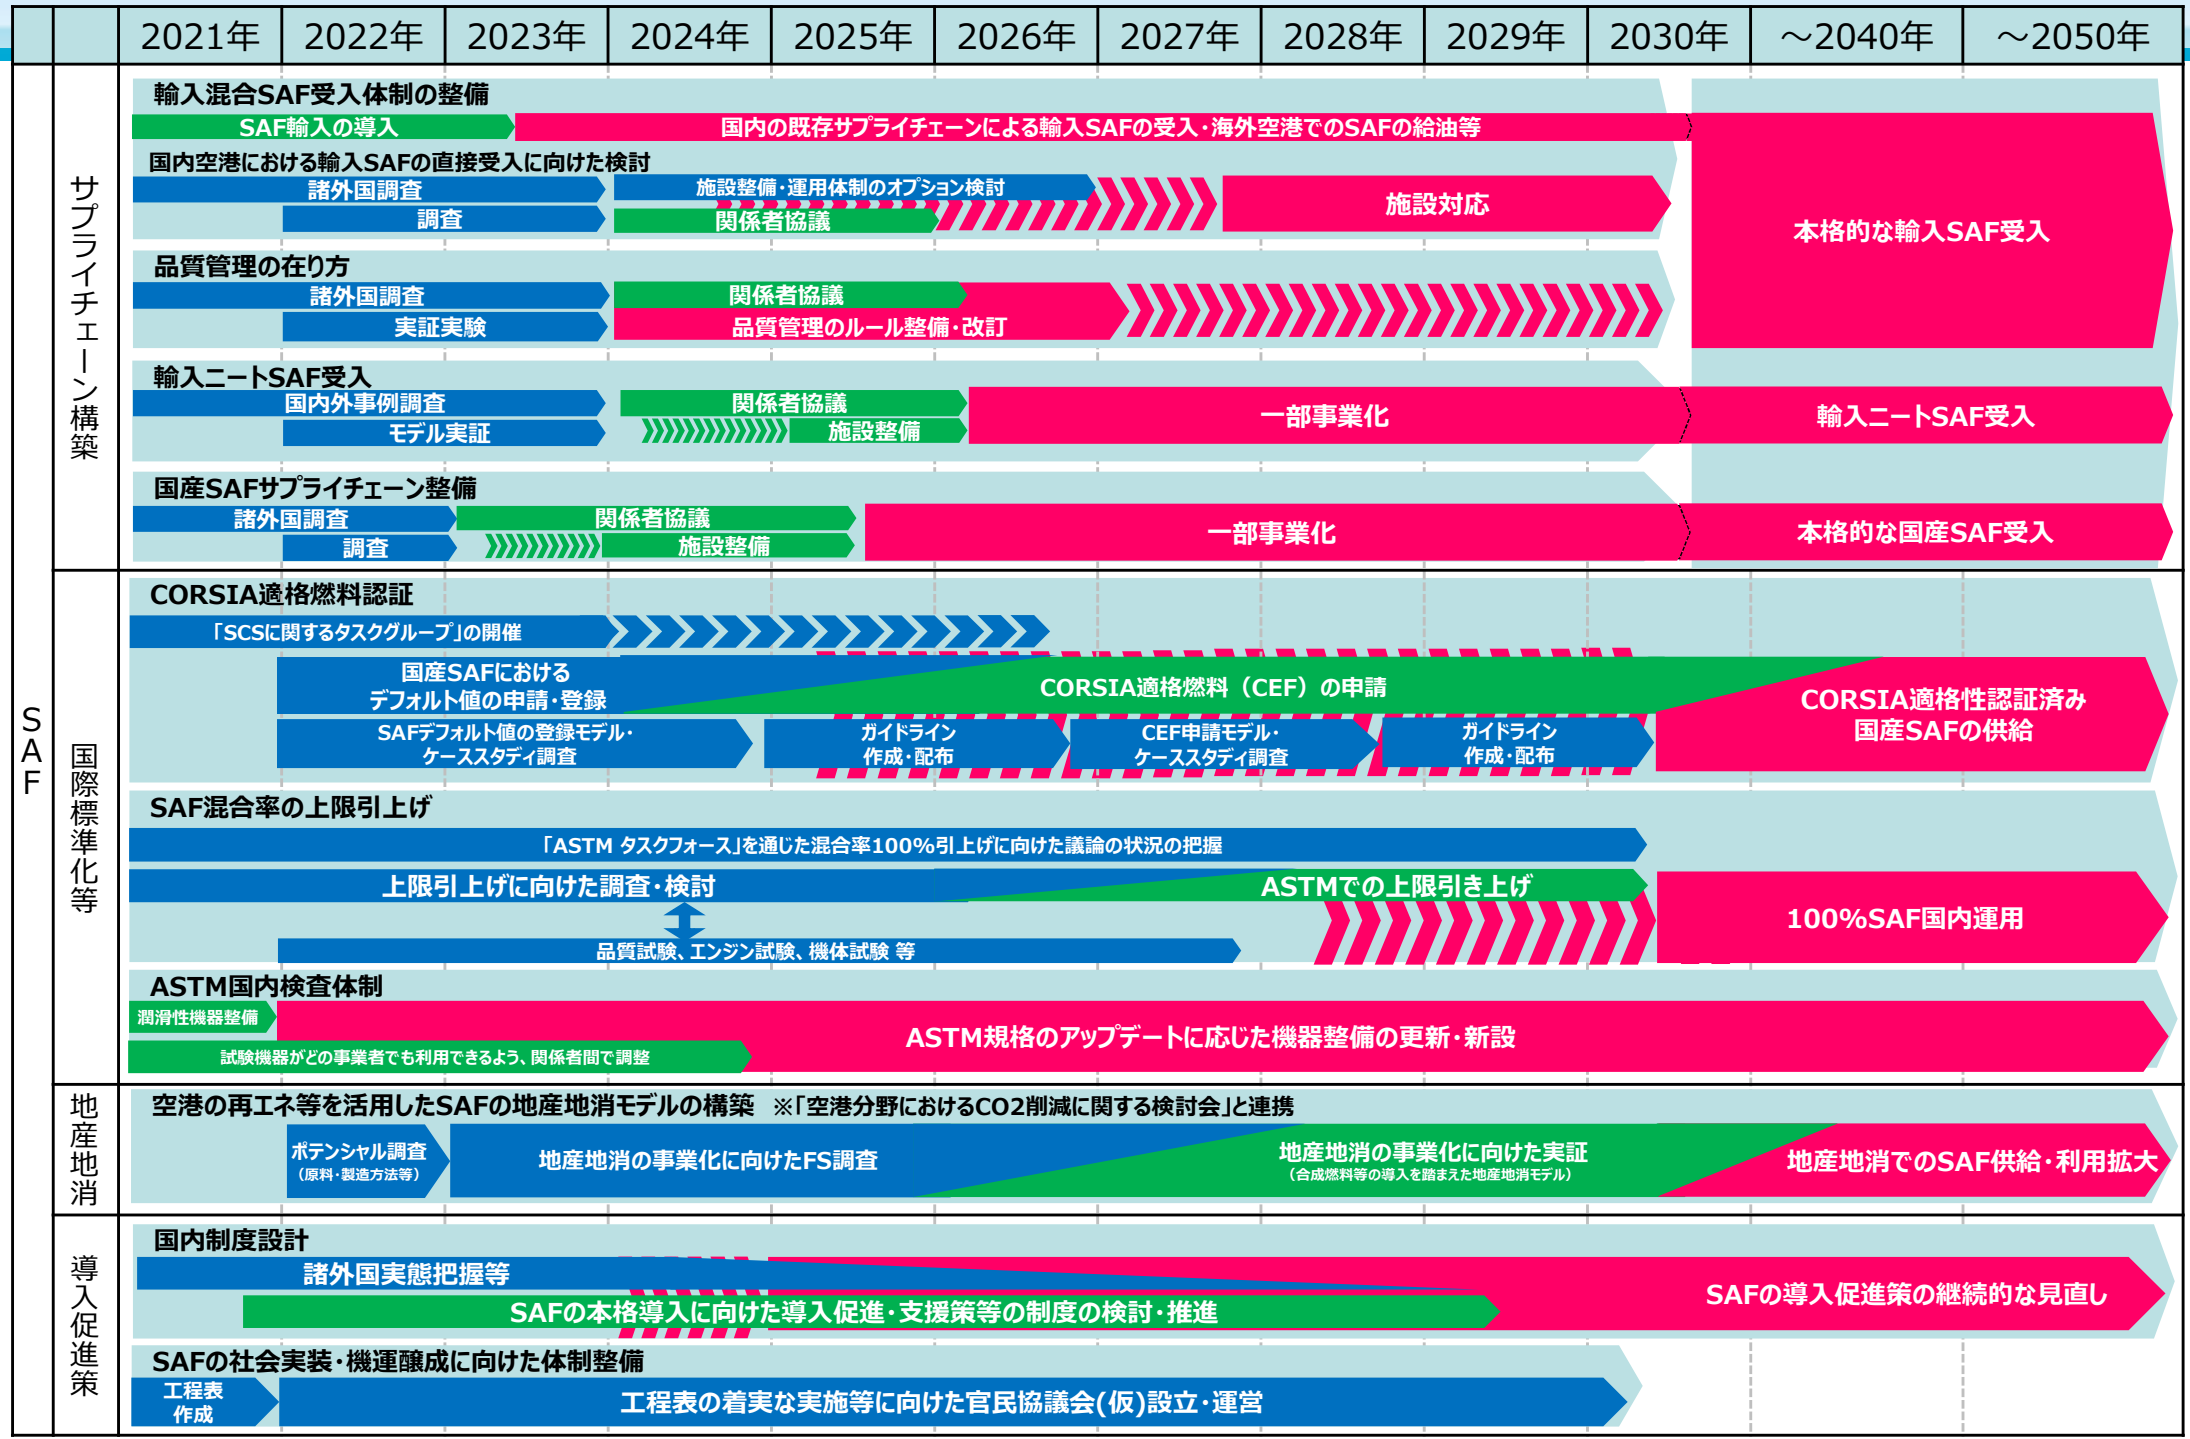 2021年 2022年 2023年 2024年 2025年 2026年 2027年 2028年 2029年 2030年 ～2040年 ～2050年
SAF
サプライチェーン構築
輸入混合SAF受入体制の整備
SAF輸入の導入
国内の既存サプライチェーンによる輸入SAFの受入・海外空港でのSAFの給油等
国内空港における輸入SAFの直接受入に向けた検討
諸外国調査
施設整備・運用体制のオプション検討
調査
関係者協議
施設対応
本格的な輸入SAF受入
品質管理の在り方
諸外国調査
関係者協議
実証実験
品質管理のルール整備・改訂
輸入ニートSAF受入
国内外事例調査
関係者協議
モデル実証
施設整備
一部事業化
輸入ニートSAF受入
国産SAFサプライチェーン整備
諸外国調査
関係者協議
調査
施設整備
一部事業化
本格的な国産SAF受入
国際標準化等
CORSIA適格燃料認証
「SCSに関するタスクグループ」の開催
国産SAFにおける
デフォルト値の申請・登録
CORSIA適格燃料（CEF）の申請
CORSIA適格性認証済み
国産SAFの供給
SAFデフォルト値の登録モデル・
ケーススタディ調査
ガイドライン
作成・配布
CEF申請モデル・
ケーススタディ調査
ガイドライン
作成・配布
SAF混合率の上限引上げ
「ASTM タスクフォース」を通じた混合率100%引上げに向けた議論の状況の把握
上限引上げに向けた調査・検討
ASTMでの上限引き上げ
100%SAF国内運用
品質試験、エンジン試験、機体試験 等
ASTM国内検査体制
潤滑性機器整備
ASTM規格のアップデートに応じた機器整備の更新・新設
試験機器がどの事業者でも利用できるよう、関係者間で調整
地産地消
空港の再エネ等を活用したSAFの地産地消モデルの構築 ※「空港分野におけるCO2削減に関する検討会」と連携
ポテンシャル調査
（原料・製造方法等）
地産地消の事業化に向けたFS調査
地産地消の事業化に向けた実証
（合成燃料等の導入を踏まえた地産地消モデル）
地産地消でのSAF供給・利用拡大
導入促進策
国内制度設計
諸外国実態把握等
SAFの本格導入に向けた導入促進・支援策等の制度の検討・推進
SAFの導入促進策の継続的な見直し
SAFの社会実装・機運醸成に向けた体制整備
工程表
作成
工程表の着実な実施等に向けた官民協議会(仮)設立・運営